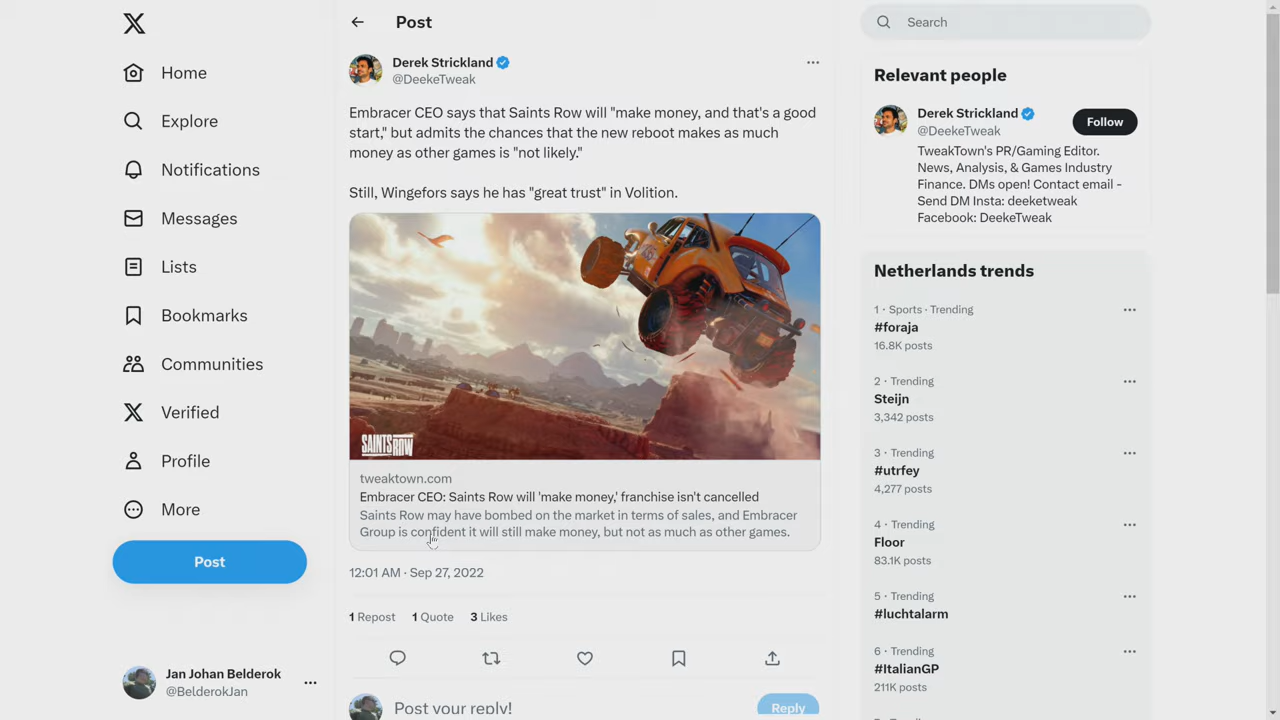 Home
Explore
Notifications
Messages
Lists
Bookmarks
Communities
Verified
Profile
More
Post
Jan Johan Belderok
@BelderokJan
Post
Derek Strickland
@DeekeTweak
Embracer CEO says that Saints Row will "make money, and that's a good
start," but admits the chances that the new reboot makes as much
money as other games is "not likely."
Still, Wingefors says he has "great trust" in Volition.
SAINTS ROW
tweaktown.com
Embracer CEO: Saints Row will 'make money,' franchise isn't cancelled
Saints Row may have bombed on the market in terms of sales, and Embracer
Group is confident it will still make money, but not as much as other games.
12:01 AM · Sep 27, 2022
1 Repost 1 Quote 3 Likes
Post your reply!
Reply
Search
Relevant people
Derek Strickland
@DeekeTweak
Follow
TweakTown's PR/Gaming Editor.
News, Analysis, & Games Industry
Finance. DMs open! Contact email -
Send DM Insta: deeketweak
Facebook: DeekeTweak
Netherlands trends
1 · Sports · Trending
#foraja
16.8K posts
2 · Trending
Steijn
3,342 posts
3 · Trending
#utrfey
4,277 posts
4 · Trending
Floor
83.1K posts
5 · Trending
#luchtalarm
6 · Trending
#ItalianGP
211K posts